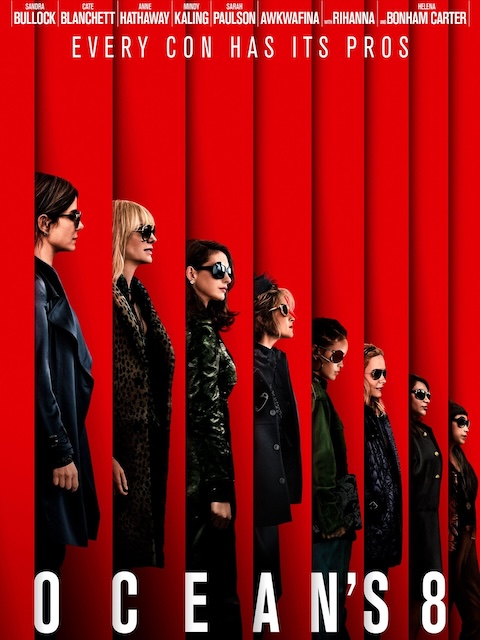 SANDRA BULLOCK CATE BLANCHETT ANNE HATHAWAY MINDY KALING SARAH PAULSON AWKWAFINA WITH RIHANNA AND HELENA BONHAM CARTER
EVERY CON HAS ITS PROS
OCEAN'S 8